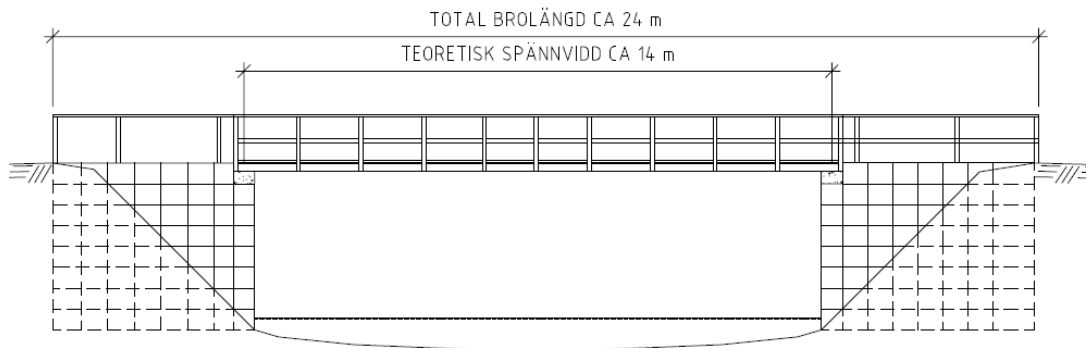 TOTAL BROLÄNGD CA 24 m
TEORETISK SPÄNNVIDD CA 14 m